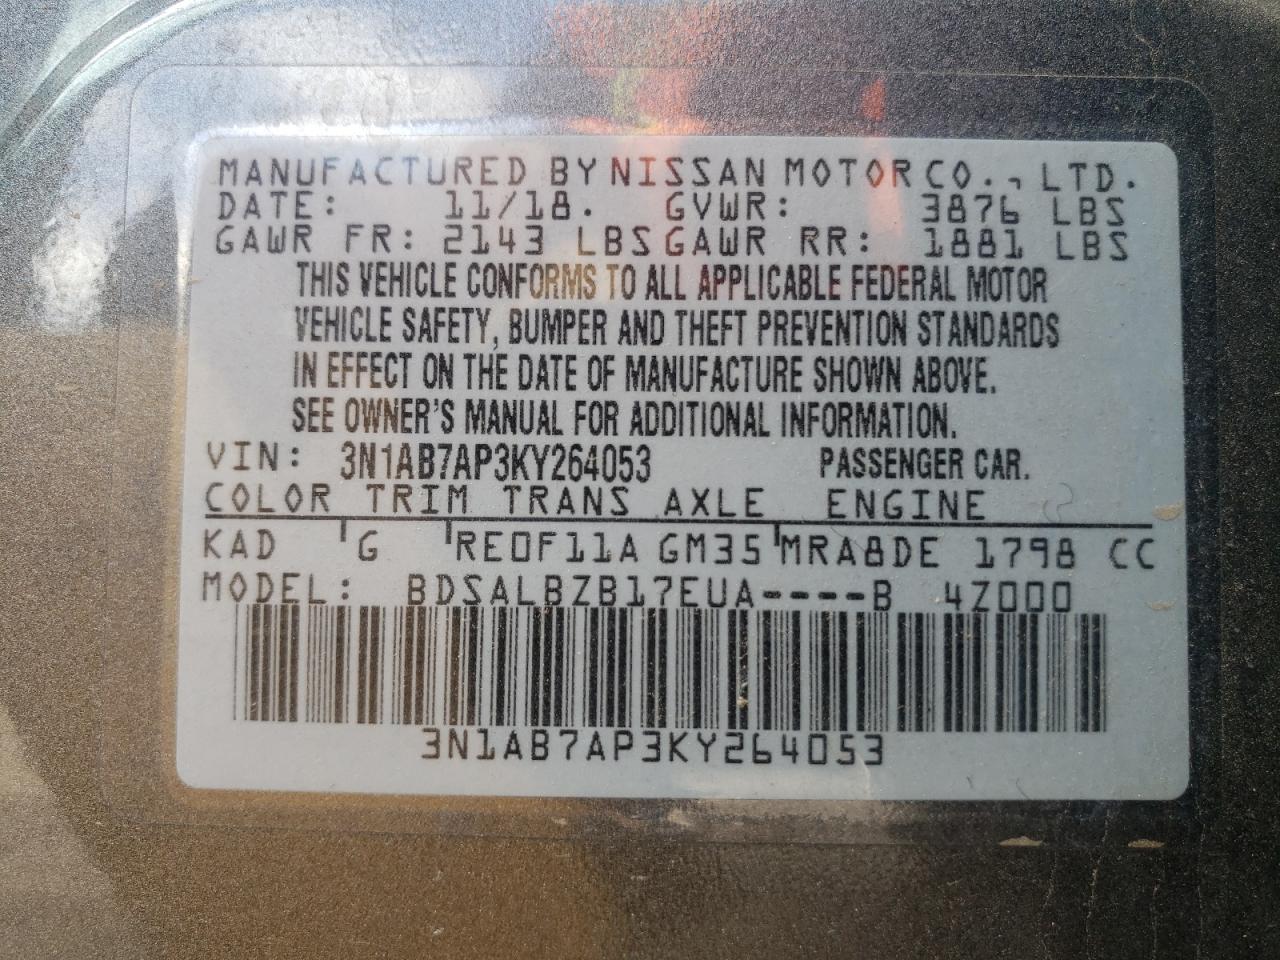 MANUFACTURED BY NISSAN MOTOR CO., LTD.
DATE: 11/18. GVWR: 3876 LBS
GAWR FR: 2143 LBS GAWR RR: 1881 LBS
THIS VEHICLE CONFORMS TO ALL APPLICABLE FEDERAL MOTOR
VEHICLE SAFETY, BUMPER AND THEFT PREVENTION STANDARDS
IN EFFECT ON THE DATE OF MANUFACTURE SHOWN ABOVE.
SEE OWNER'S MANUAL FOR ADDITIONAL INFORMATION.
VIN: 3N1AB7AP3KY264053 PASSENGER CAR.
COLOR TRIM TRANS AXLE ENGINE
KAD G RE0F11A GM35 MRA8DE 1798 CC
MODEL: BDSALBZB17EUA----B 4Z000
3N1AB7AP3KY264053